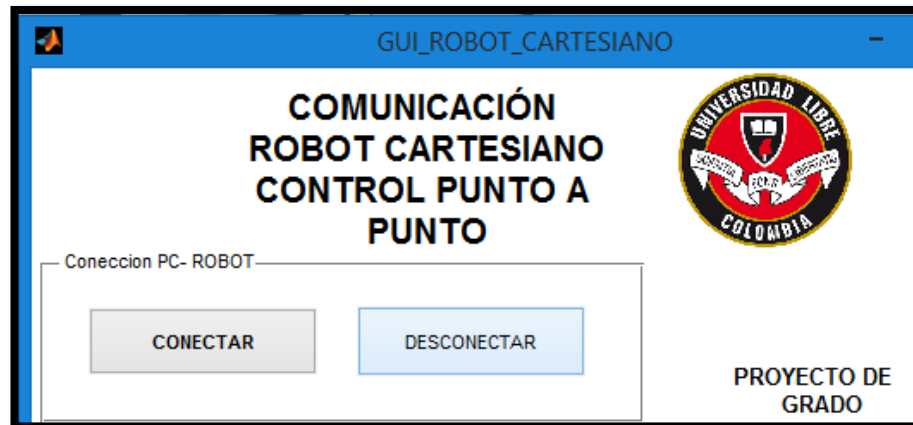 GUI_ROBOT_CARTESIANO
COMUNICACIÓN
ROBOT CARTESIANO
CONTROL PUNTO A
PUNTO
UNIVERSIDAD LIBRE
COLOMBIA
Coneccion PC- ROBOT
CONECTAR
DESCONECTAR
PROYECTO DE
GRADO